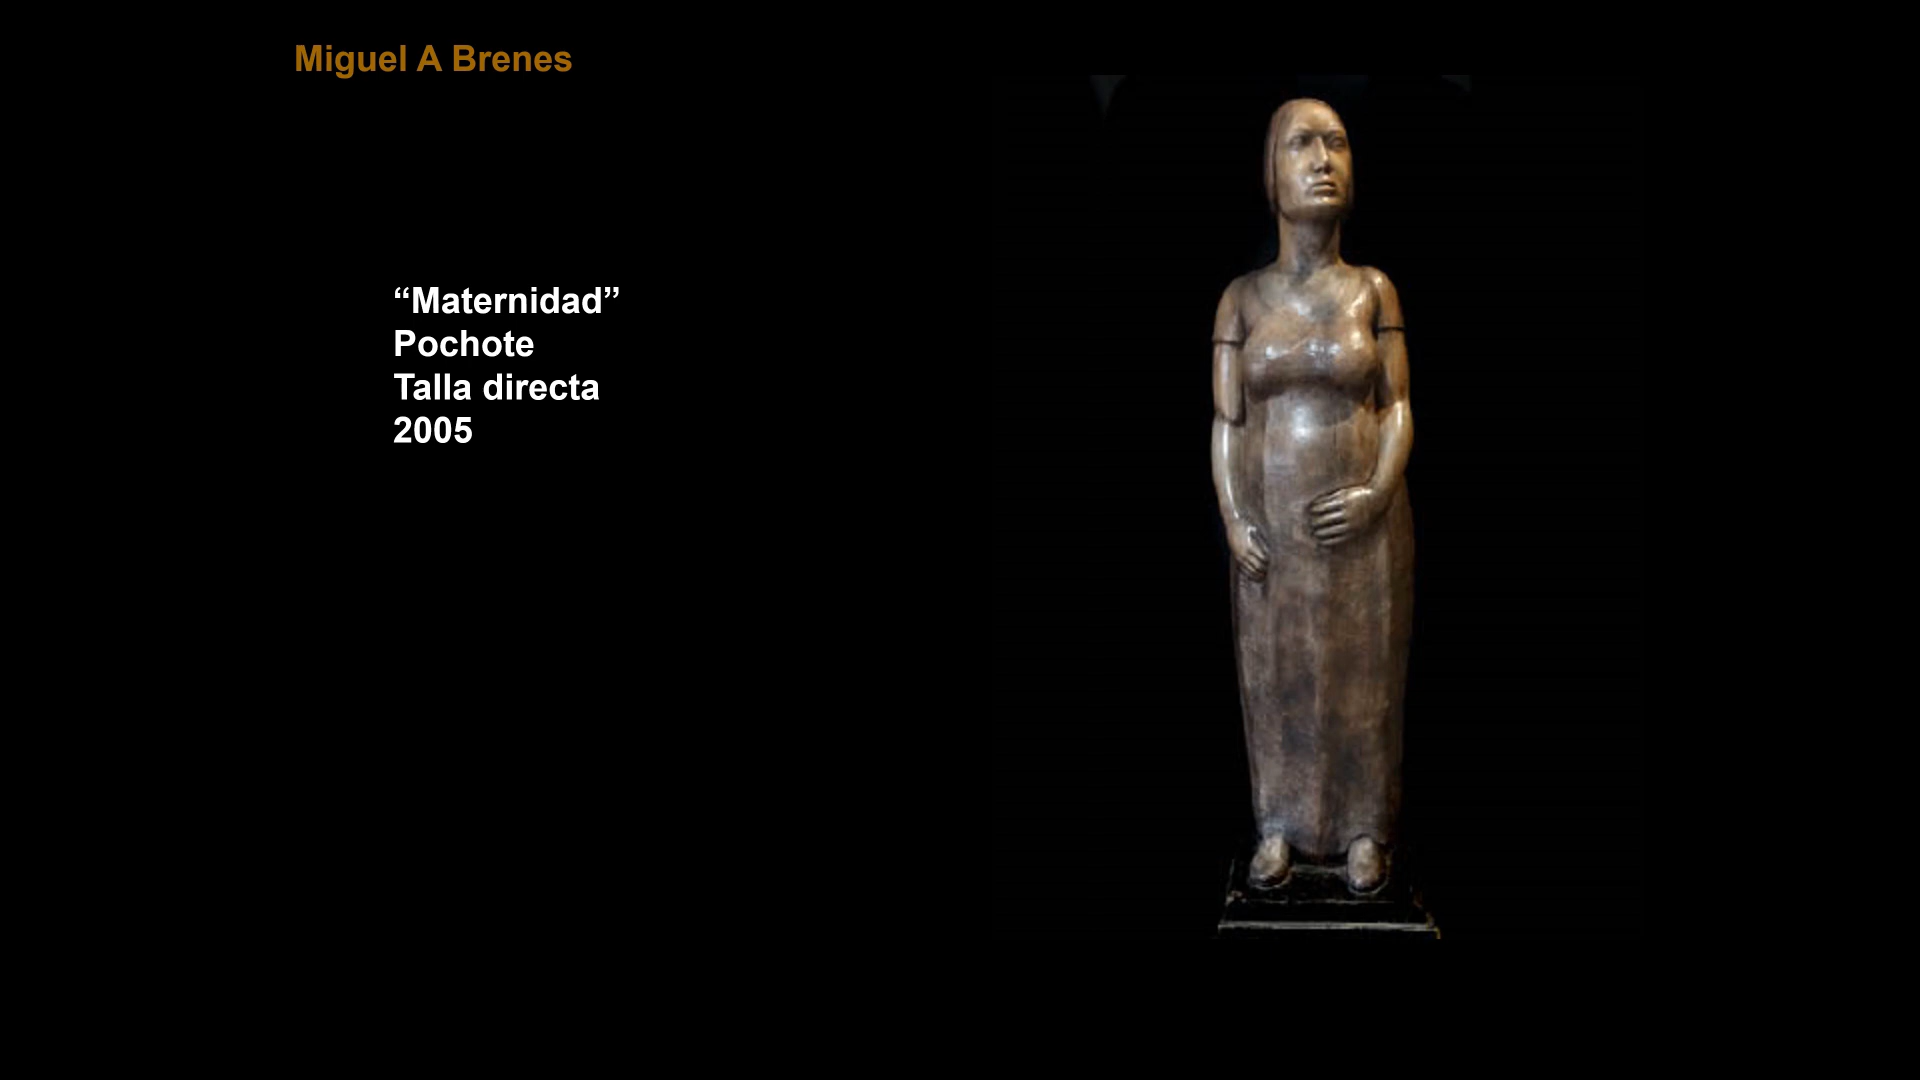 Miguel A Brenes
“Maternidad”
Pochote
Talla directa
2005